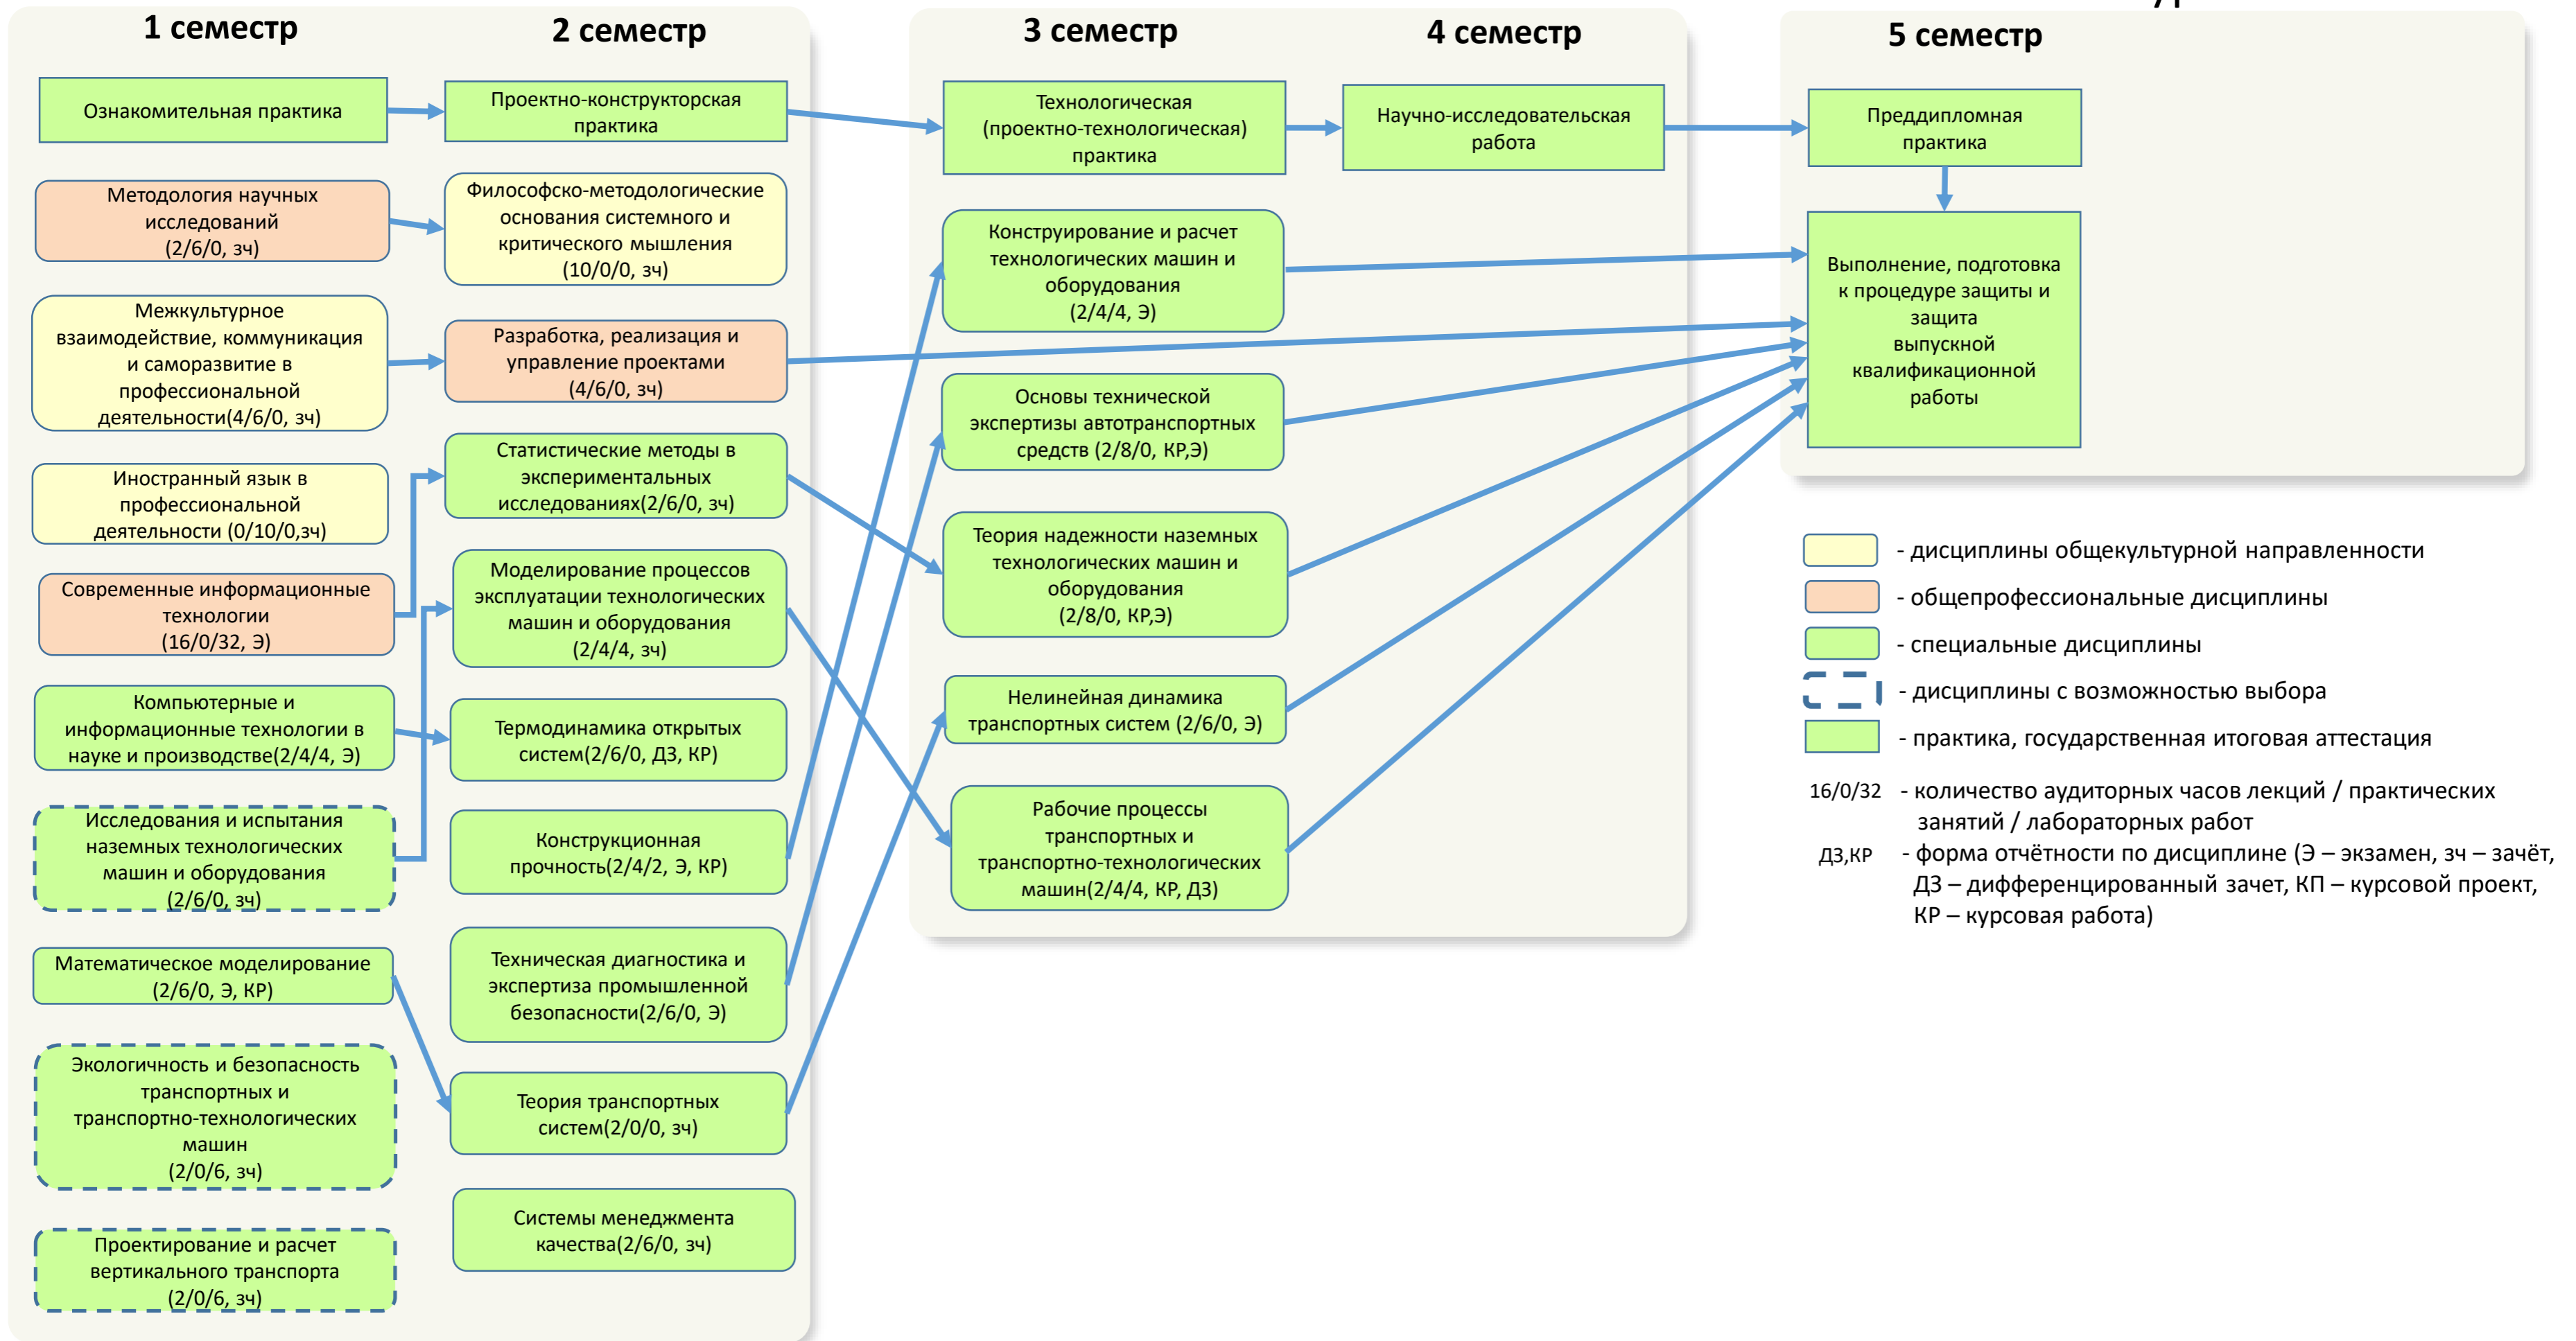 1 семестр
Ознакомительная практика
Методология научных
исследований
(2/6/0, зч)
Межкультурное
взаимодействие, коммуникация
и саморазвитие в
профессиональной
деятельности(4/6/0, зч)
Иностранный язык в
профессиональной
деятельности (0/10/0,зч)
Современные информационные
технологии
(16/0/32, Э)
Компьютерные и
информационные технологии в
науке и производстве(2/4/4, Э)
Исследования и испытания
наземных технологических
машин и оборудования
(2/6/0, зч)
Математическое моделирование
(2/6/0, Э, КР)
Экологичность и безопасность
транспортных и
транспортно-технологических
машин
(2/0/6, зч)
Проектирование и расчет
вертикального транспорта
(2/0/6, зч)
2 семестр
Проектно-конструкторская
практика
Философско-методологические
основания системного и
критического мышления
(10/0/0, зч)
Разработка, реализация и
управление проектами
(4/6/0, зч)
Статистические методы в
экспериментальных
исследованиях(2/6/0, зч)
Моделирование процессов
эксплуатации технологических
машин и оборудования
(2/4/4, зч)
Термодинамика открытых
систем(2/6/0, ДЗ, КР)
Конструкционная
прочность(2/4/2, Э, КР)
Техническая диагностика и
экспертиза промышленной
безопасности(2/6/0, Э)
Теория транспортных
систем(2/0/0, зч)
Системы менеджмента
качества(2/6/0, зч)
3 семестр
Технологическая
(проектно-технологическая)
практика
Конструирование и расчет
технологических машин и
оборудования
(2/4/4, Э)
Основы технической
экспертизы автотранспортных
средств (2/8/0, КР,Э)
Теория надежности наземных
технологических машин и
оборудования
(2/8/0, КР,Э)
Нелинейная динамика
транспортных систем (2/6/0, Э)
Рабочие процессы
транспортных и
транспортно-технологических
машин(2/4/4, КР, ДЗ)
4 семестр
Научно-исследовательская
работа
5 семестр
Преддипломная
практика
Выполнение, подготовка
к процедуре защиты и
защита
выпускной
квалификационной
работы
- дисциплины общекультурной направленности
- общепрофессиональные дисциплины
- специальные дисциплины
- дисциплины с возможностью выбора
- практика, государственная итоговая аттестация
16/0/32 - количество аудиторных часов лекций / практических
занятий / лабораторных работ
ДЗ,КР - форма отчётности по дисциплине (Э – экзамен, зч – зачёт,
ДЗ – дифференцированный зачет, КП – курсовой проект,
КР – курсовая работа)